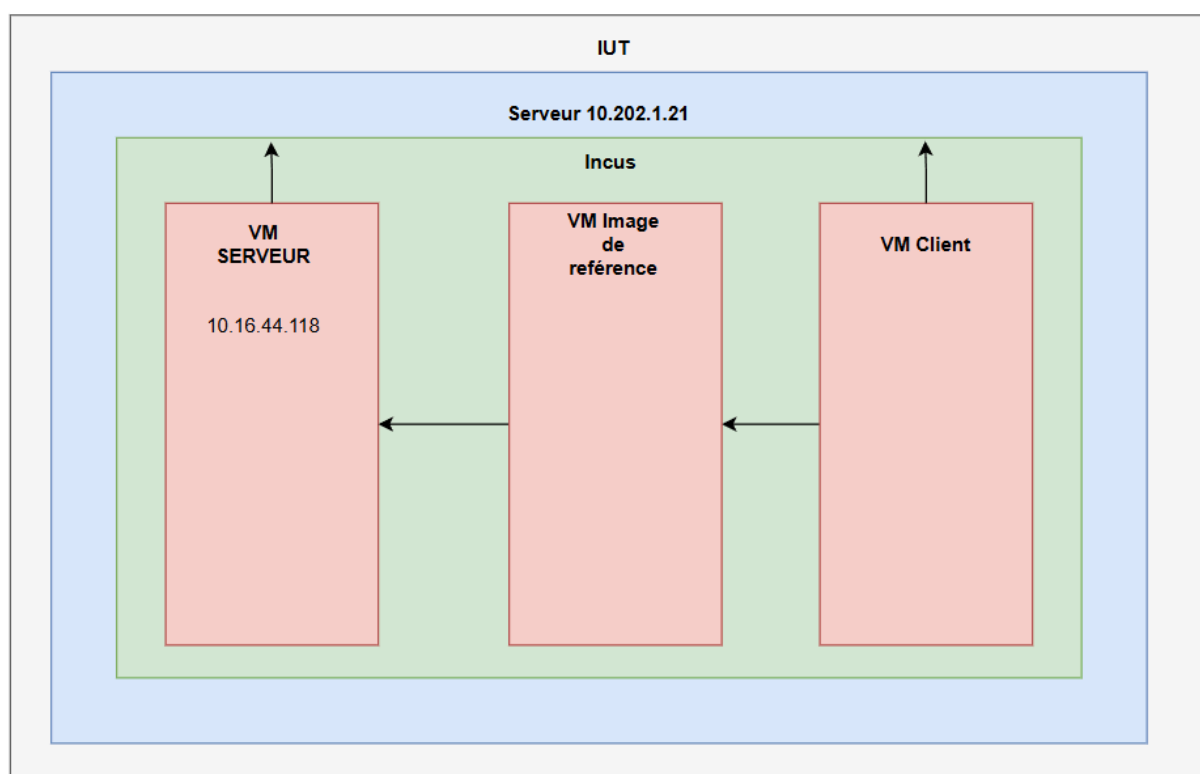 IUT
Serveur 10.202.1.21
Incus
VM
SERVEUR
10.16.44.118
VM Image
de
reférence
VM Client